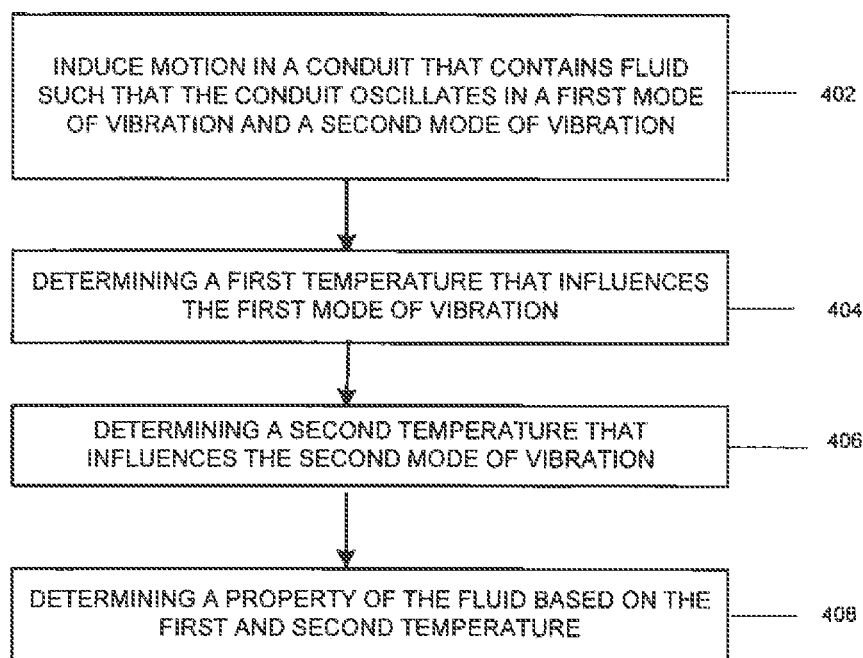 INDUCE MOTION IN A CONDUIT THAT CONTAINS FLUID
SUCH THAT THE CONDUIT OSCILLATES IN A FIRST MODE
OF VIBRATION AND A SECOND MODE OF VIBRATION
402
DETERMINING A FIRST TEMPERATURE THAT INFLUENCES
THE FIRST MODE OF VIBRATION
404
DETERMINING A SECOND TEMPERATURE THAT
INFLUENCES THE SECOND MODE OF VIBRATION
406
DETERMINING A PROPERTY OF THE FLUID BASED ON THE
FIRST AND SECOND TEMPERATURE
408